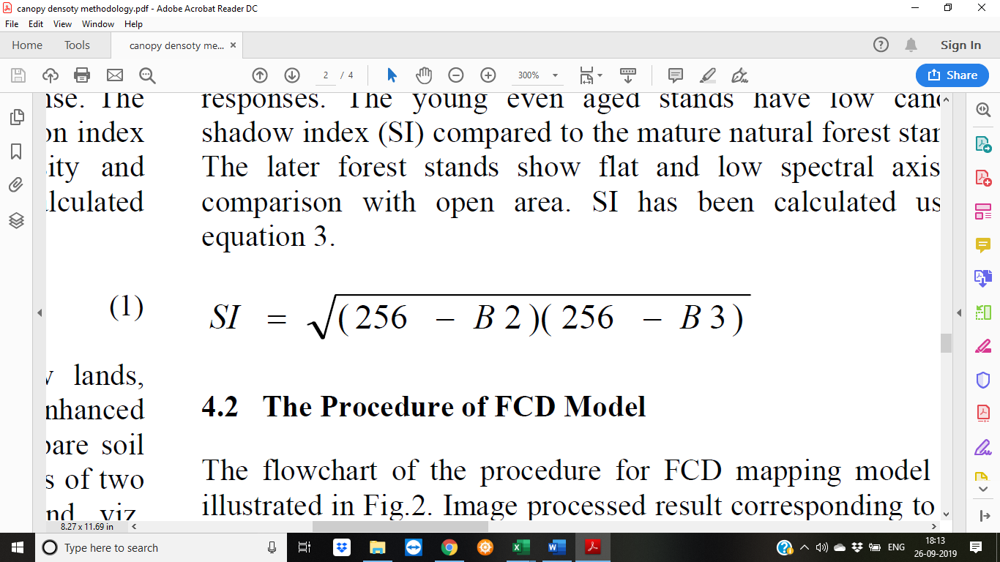 canopy densoty methodology.pdf - Adobe Acrobat Reader DC
File Edit View Window Help
Home Tools canopy densoty me... × Sign In
2 / 4 300% Share
The
on index
ity and
lculated
(1)
lands,
nhanced
bare soil
s of two
nd viz.
responses. The young even aged stands have low cano
shadow index (SI) compared to the mature natural forest stan
The later forest stands show flat and low spectral axis
comparison with open area. SI has been calculated us
equation 3.
SI = √(256 − B2)(256 − B3)
4.2 The Procedure of FCD Model
The flowchart of the procedure for FCD mapping model
illustrated in Fig.2. Image processed result corresponding to
8.27 x 11.69 in
Type here to search
ENG
18:13
26-09-2019